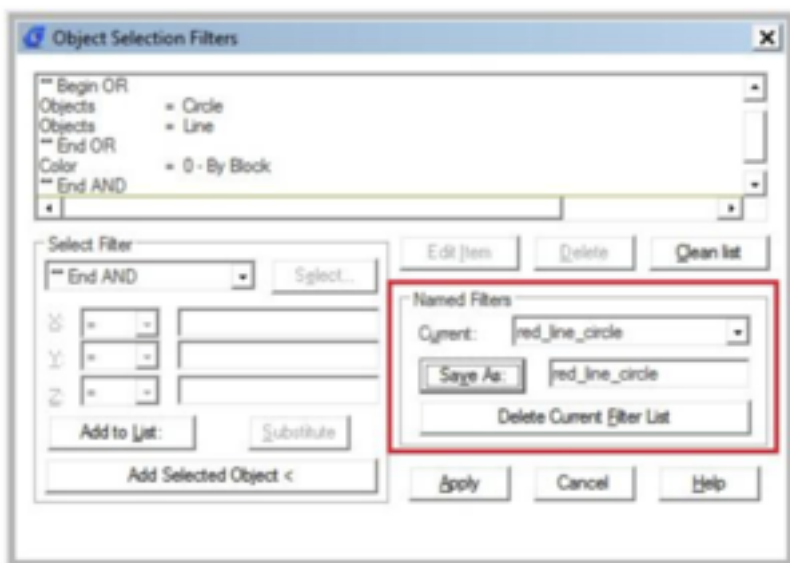 Object Selection Filters
** Begin OR
Objects = Circle
Objects = Line
** End OR
Color = 0 - By Block
** End AND
Select Filter
** End AND
Select...
X: =
Y: =
Z: =
Add to List:
Substitute
Add Selected Object <
Edit Item
Delete
Clean list
Named Filters
Current: red_line_circle
Save As: red_line_circle
Delete Current Filter List
Apply
Cancel
Help